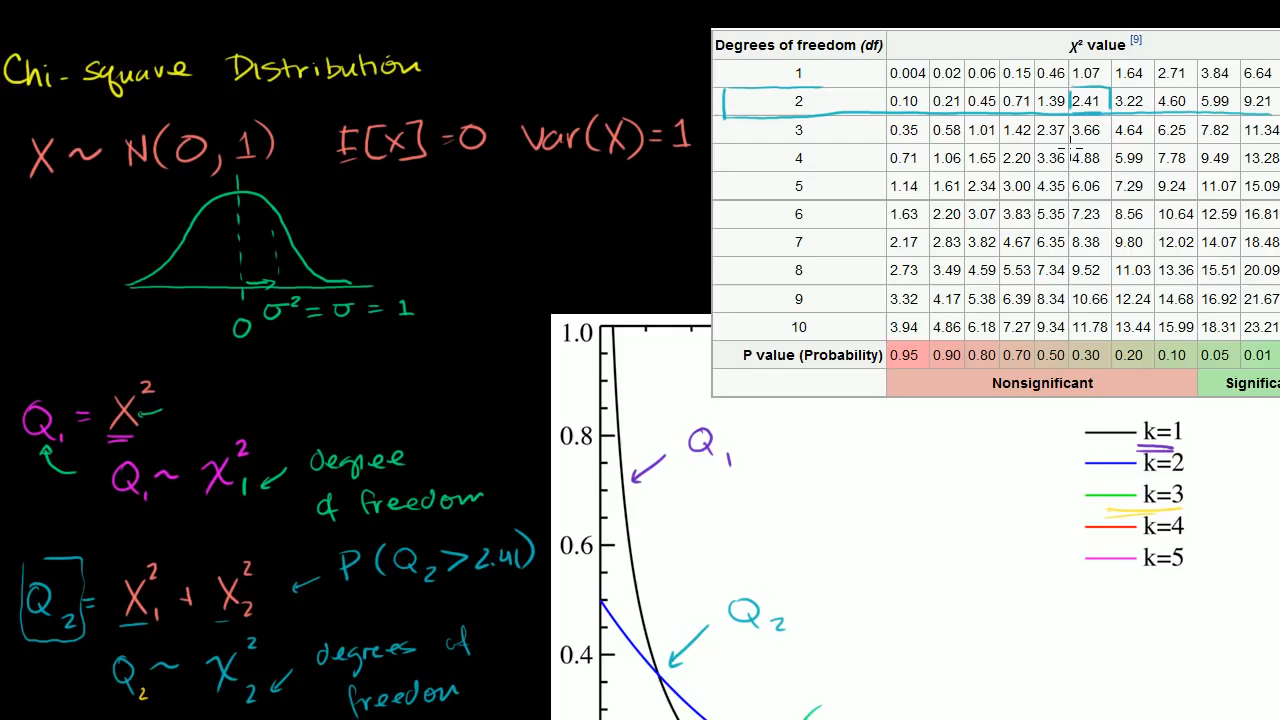 Chi-square Distribution
X ~ N(0, 1) E[X]=0 Var(X)=1
0 σ² = σ = 1
Q₁ = X²
Q₁ ~ χ²₁ degree
of freedom
P(Q₂ > 2.41)
Q₂ = X₁² + X₂²
Q₂ ~ χ²₂ degrees of
freedom
Degrees of freedom (df) χ² value [9]
1 0.004 0.02 0.06 0.15 0.46 1.07 1.64 2.71 3.84 6.64
2 0.10 0.21 0.45 0.71 1.39 2.41 3.22 4.60 5.99 9.21
3 0.35 0.58 1.01 1.42 2.37 3.66 4.64 6.25 7.82 11.34
4 0.71 1.06 1.65 2.20 3.36 4.88 5.99 7.78 9.49 13.28
5 1.14 1.61 2.34 3.00 4.35 6.06 7.29 9.24 11.07 15.09
6 1.63 2.20 3.07 3.83 5.35 7.23 8.56 10.64 12.59 16.81
7 2.17 2.83 3.82 4.67 6.35 8.38 9.80 12.02 14.07 18.48
8 2.73 3.49 4.59 5.53 7.34 9.52 11.03 13.36 15.51 20.09
9 3.32 4.17 5.38 6.39 8.34 10.66 12.24 14.68 16.92 21.67
10 3.94 4.86 6.18 7.27 9.34 11.78 13.44 15.99 18.31 23.21
P value (Probability) 0.95 0.90 0.80 0.70 0.50 0.30 0.20 0.10 0.05 0.01
Nonsignificant Significa
1.0
0.8
0.6
0.4
Q₁
Q₂
k=1
k=2
k=3
k=4
k=5